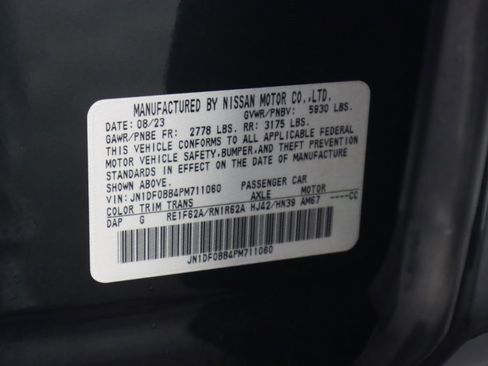 MANUFACTURED BY NISSAN MOTOR CO.,LTD.
DATE: 08/23 GVWR/PNBV: 5930 LBS.
GAWR/PNBE FR: 2778 LBS. RR: 3175 LBS.
THIS VEHICLE CONFORMS TO ALL APPLICABLE FEDERAL
MOTOR VEHICLE SAFETY, BUMPER, AND THEFT PREVENTION
STANDARDS IN EFFECT ON THE DATE OF MANUFACTURE
SHOWN ABOVE.
VIN: JN1DF0BB4PM711060 PASSENGER CAR
COLOR TRIM TRANS AXLE MOTOR
DAP G RE1F62A/RN1R62A HJ42/HN38 AM67 -----CC
JN1DF0BB4PM711060